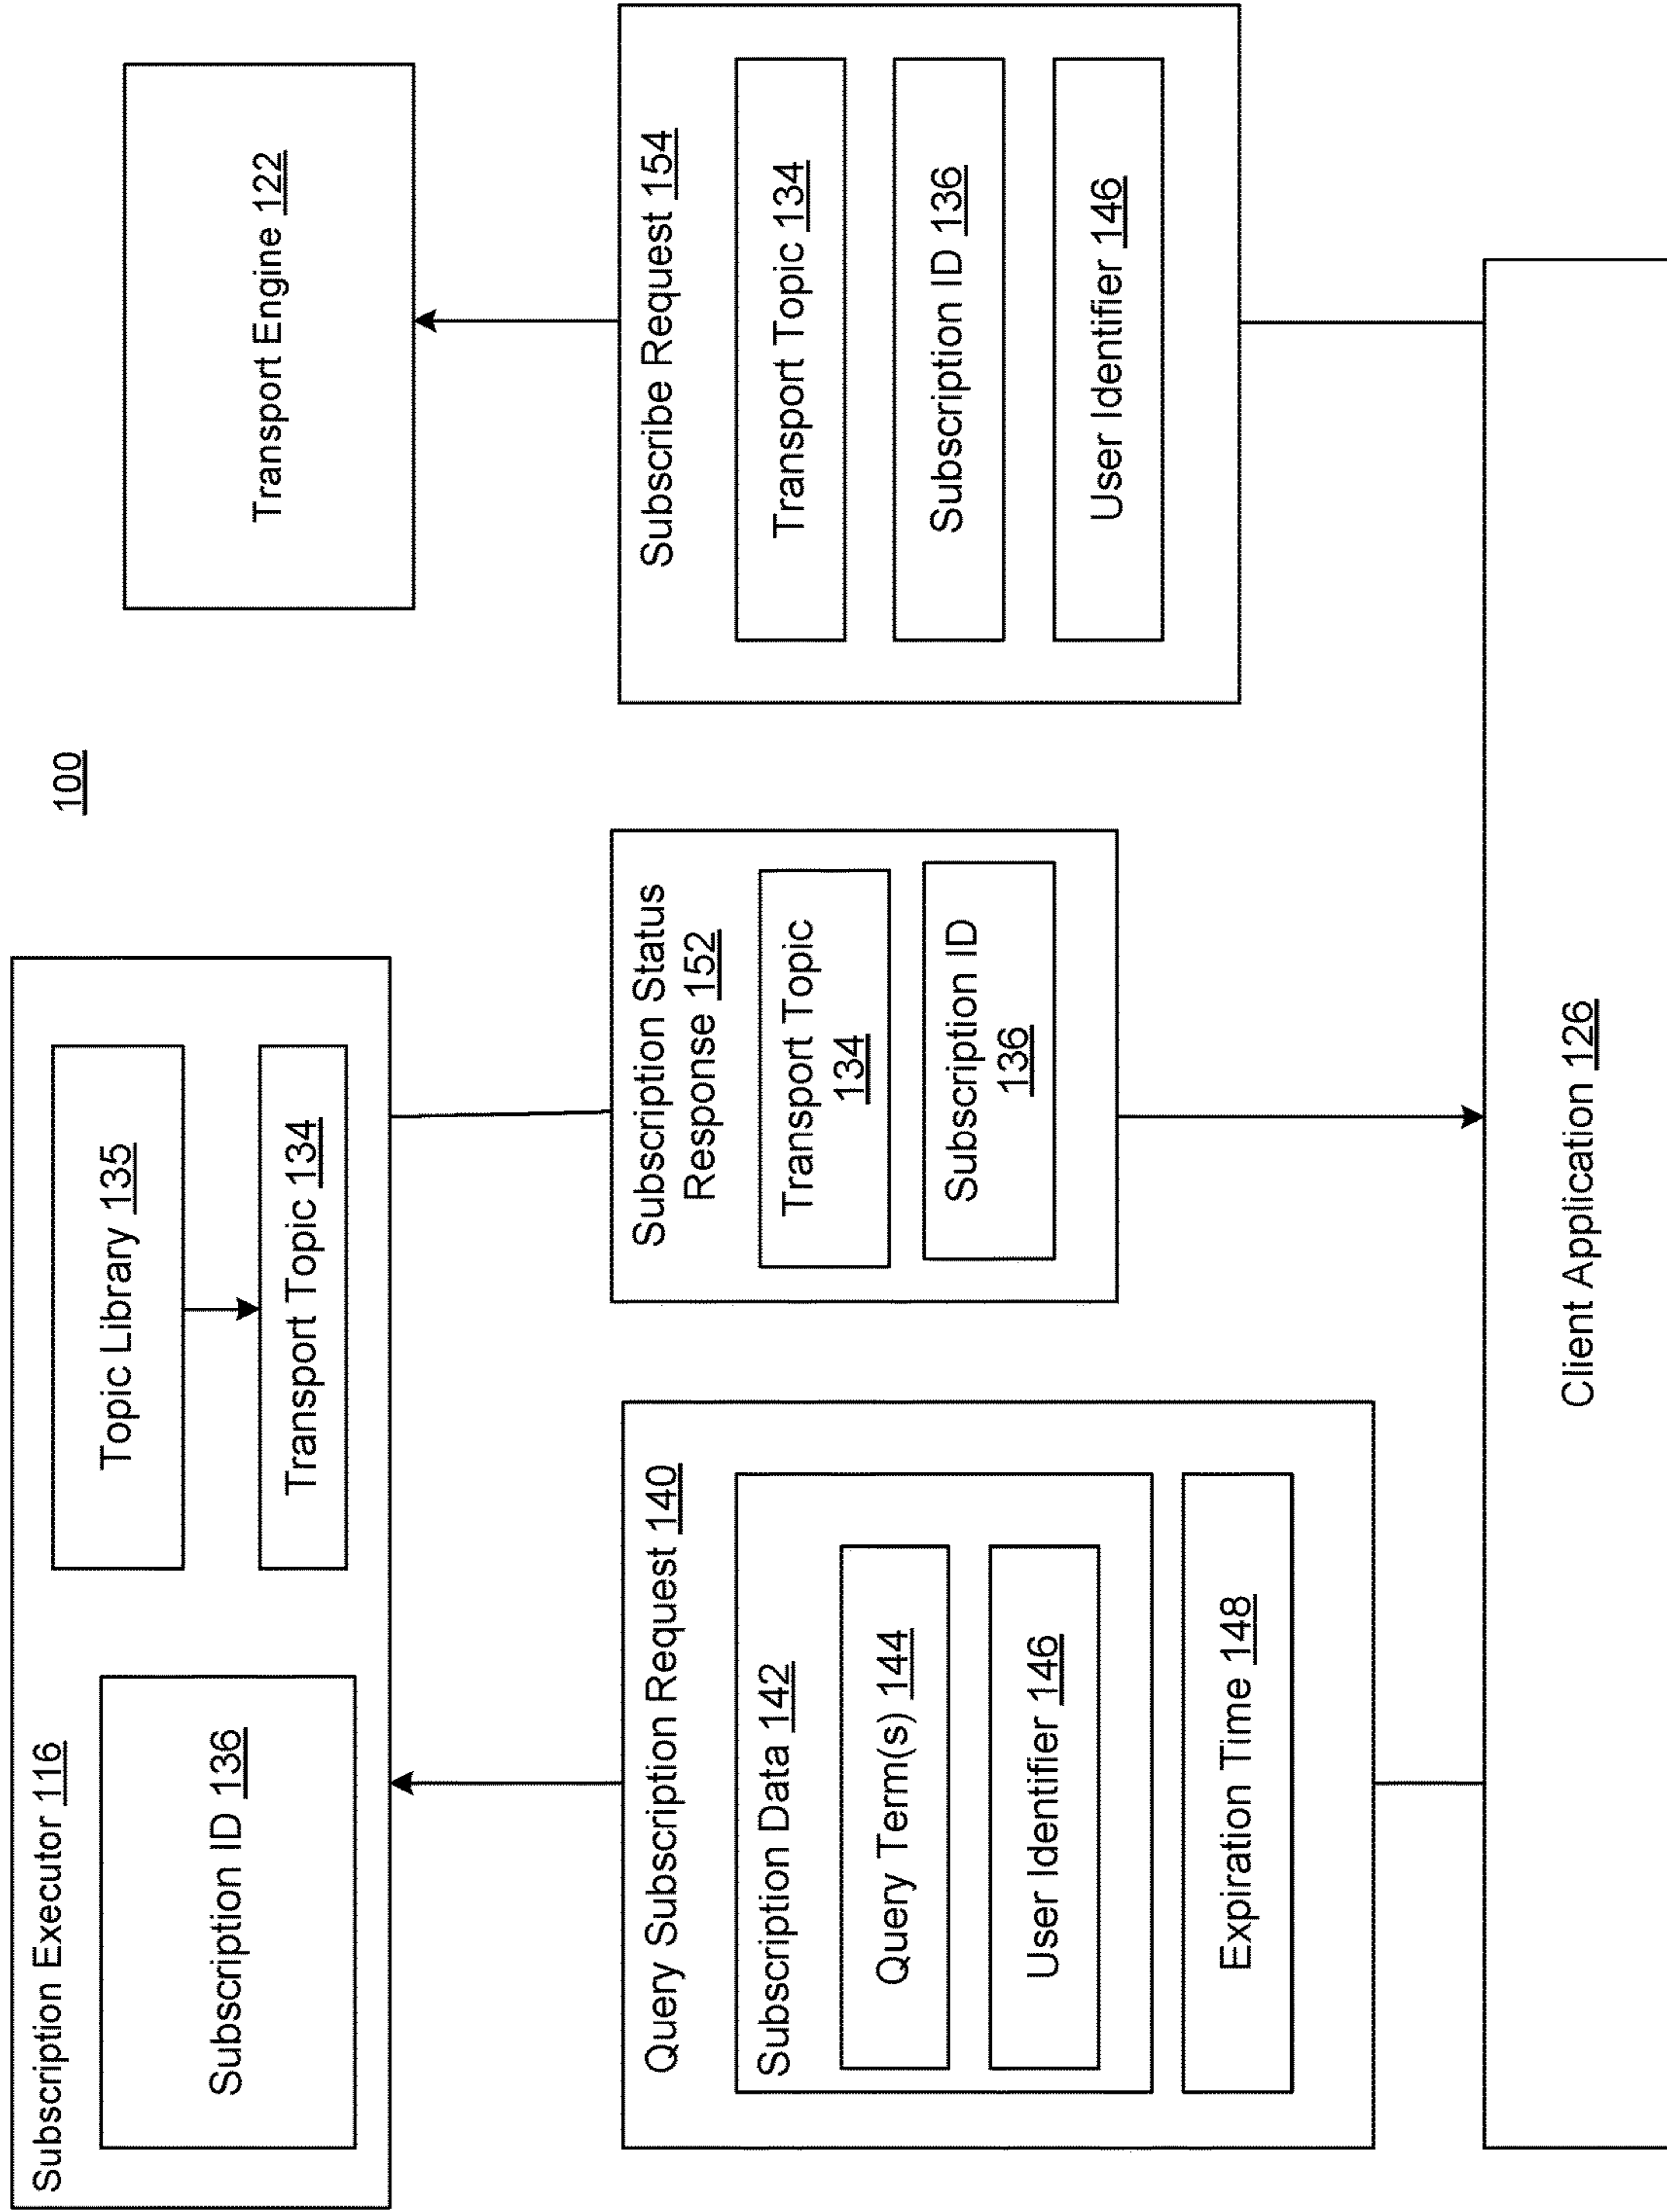 100
Subscription Executor 116
Subscription ID 136
Topic Library 135
Transport Topic 134
Transport Engine 122
Query Subscription Request 140
Subscription Data 142
Query Term(s) 144
User Identifier 146
Expiration Time 148
Subscription Status
Response 152
Transport Topic
134
Subscription ID
136
Subscribe Request 154
Transport Topic 134
Subscription ID 136
User Identifier 146
Client Application 126